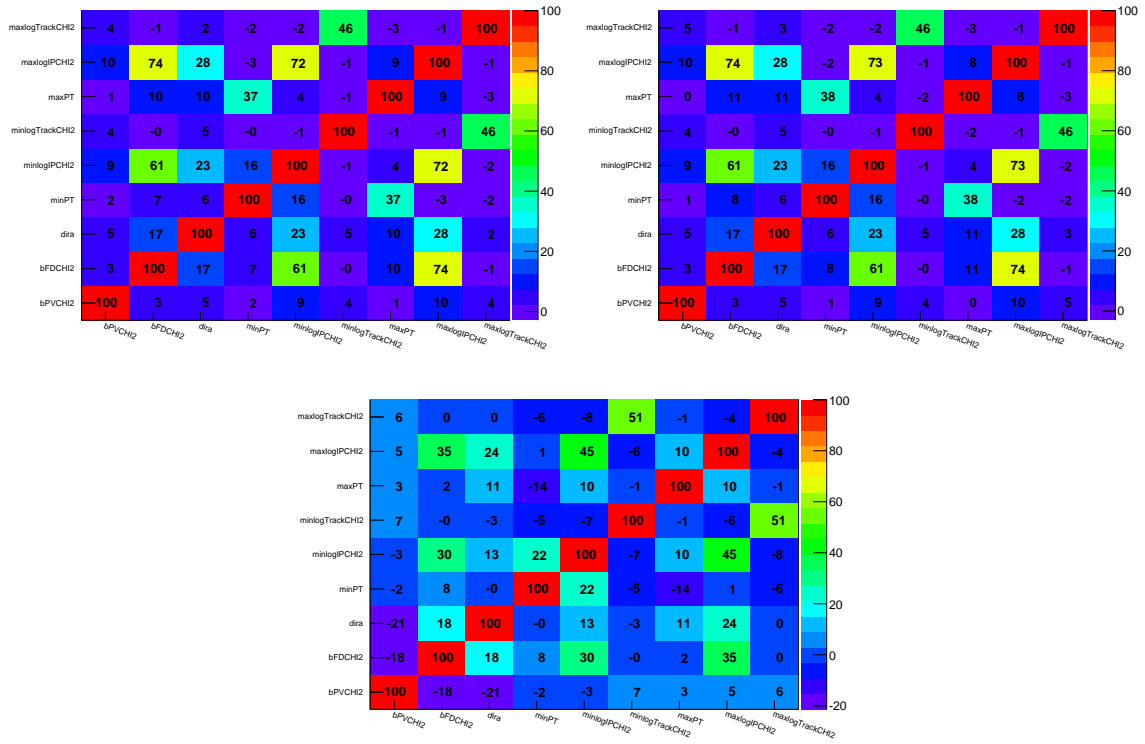 maxlogTrackCHI2 4 -1 2 -2 -2 46 -3 -1 100
maxlogIPCHI2 10 74 28 -3 72 -1 9 100 -1
maxPT 1 10 10 37 4 -1 100 9 -3
minlogTrackCHI2 4 -0 5 -0 -1 100 -1 -1 46
minlogIPCHI2 9 61 23 16 100 -1 4 72 -2
minPT 2 7 6 100 16 -0 37 -3 -2
dira 5 17 100 6 23 5 10 28 2
bFDCHI2 3 100 17 7 61 -0 10 74 -1
bPVCHI2 100 3 5 2 9 4 1 10 4
bPVCHI2 bFDCHI2 dira minPT minlogIPCHI2 minlogTrackCHI2 maxPT maxlogIPCHI2 maxlogTrackCHI2
100
80
60
40
20
0
maxlogTrackCHI2 5 -1 3 -2 -1 46 -3 -1 100
maxlogIPCHI2 10 74 28 -2 73 -1 8 100 -1
maxPT 0 11 11 38 4 -2 100 8 -3
minlogTrackCHI2 4 -0 5 -0 -1 100 -2 -1 46
minlogIPCHI2 9 61 23 16 100 -1 4 73 -2
minPT 1 8 6 100 16 -0 38 -2 -2
dira 5 17 100 6 23 5 11 28 3
bFDCHI2 3 100 17 8 61 -0 11 74 -1
bPVCHI2 100 3 5 1 9 4 0 10 5
bPVCHI2 bFDCHI2 dira minPT minlogIPCHI2 minlogTrackCHI2 maxPT maxlogIPCHI2 maxlogTrackCHI2
100
80
60
40
20
0
maxlogTrackCHI2 6 0 0 -6 -8 51 -1 -4 100
maxlogIPCHI2 5 35 24 1 45 -6 10 100 -4
maxPT 3 2 11 -14 10 -1 100 10 -1
minlogTrackCHI2 7 -0 -3 -5 -7 100 -1 -6 51
minlogIPCHI2 -3 30 13 22 100 -7 10 45 -8
minPT -2 8 -0 100 22 -5 -14 1 -6
dira -21 18 100 -0 13 -3 11 24 0
bFDCHI2 -18 100 18 8 30 -0 2 35 0
bPVCHI2 100 -18 -21 -2 -3 7 3 5 6
bPVCHI2 bFDCHI2 dira minPT minlogIPCHI2 minlogTrackCHI2 maxPT maxlogIPCHI2 maxlogTrackCHI2
100
80
60
40
20
0
-20